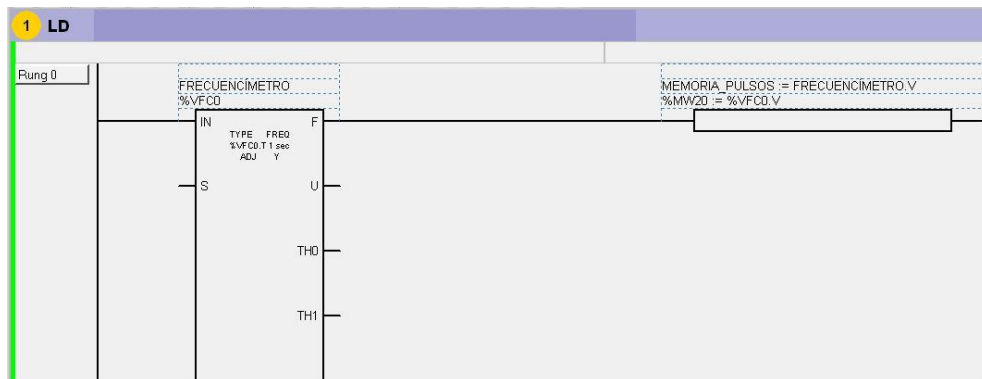 1 LD
Rung 0
FRECUENCÍMETRO
%VFC0
IN F
TYPE FREQ
%VFC0.T 1 sec
ADJ Y
S U
TH0
TH1
MEMORIA_PULSOS := FRECUENCÍMETRO.V
%MW20 := %VFC0.V